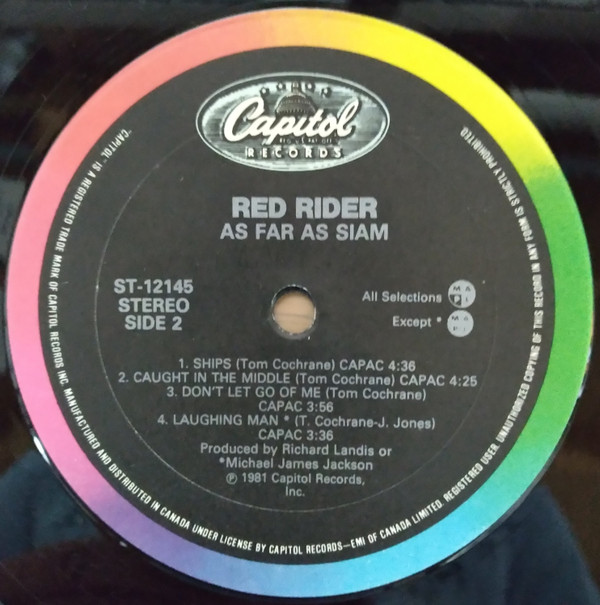 Capitol
RECORDS
RED RIDER
AS FAR AS SIAM
ST-12145
STEREO
SIDE 2
All Selections MAPL
Except * 
1. SHIPS (Tom Cochrane) CAPAC 4:36
2. CAUGHT IN THE MIDDLE (Tom Cochrane) CAPAC 4:25
3. DON'T LET GO OF ME (Tom Cochrane)
CAPAC 3:56
4. LAUGHING MAN * (T. Cochrane-J. Jones)
CAPAC 3:36
Produced by Richard Landis or
*Michael James Jackson
℗ 1981 Capitol Records,
Inc.
"CAPITOL" IS A REGISTERED TRADE MARK OF CAPITOL RECORDS INC. MANUFACTURED AND DISTRIBUTED IN CANADA UNDER LICENSE BY CAPITOL RECORDS—EMI OF CANADA LIMITED. REGISTERED USER. UNAUTHORIZED COPYING OF THIS RECORD IN ANY FORM IS STRICTLY PROHIBITED.